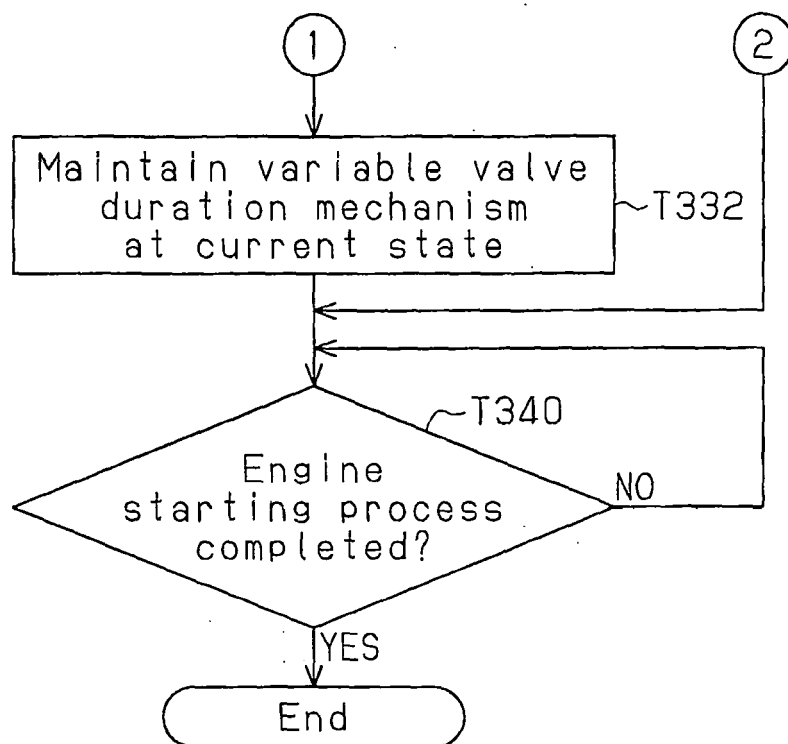 1
2
Maintain variable valve
duration mechanism
at current state
T332
T340
Engine
starting process
completed?
NO
YES
End